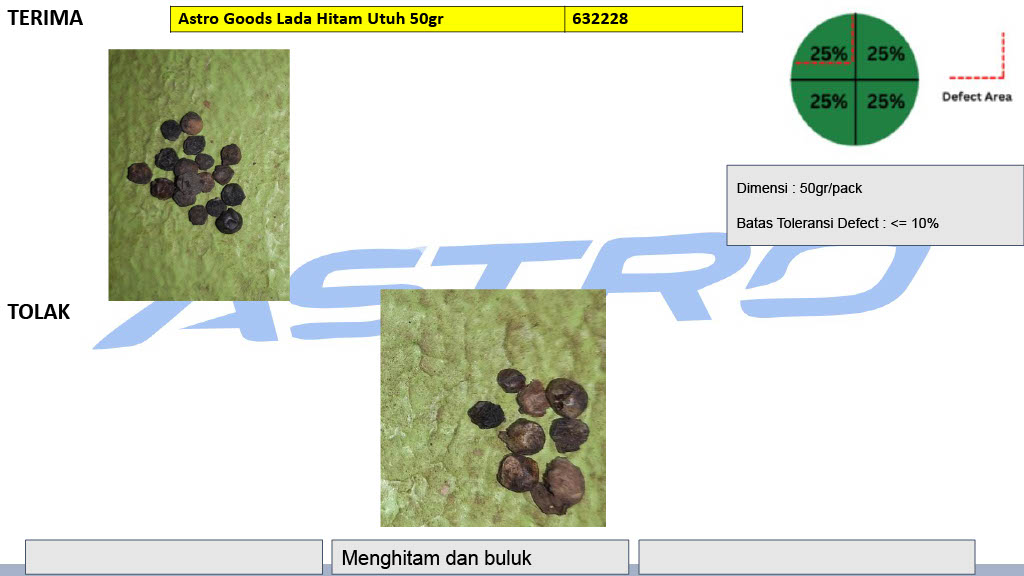 TERIMA
Astro Goods Lada Hitam Utuh 50gr 632228
25% 25%
25% 25%
Defect Area
Dimensi : 50gr/pack
Batas Toleransi Defect : <= 10%
ASTRO
TOLAK
Menghitam dan buluk